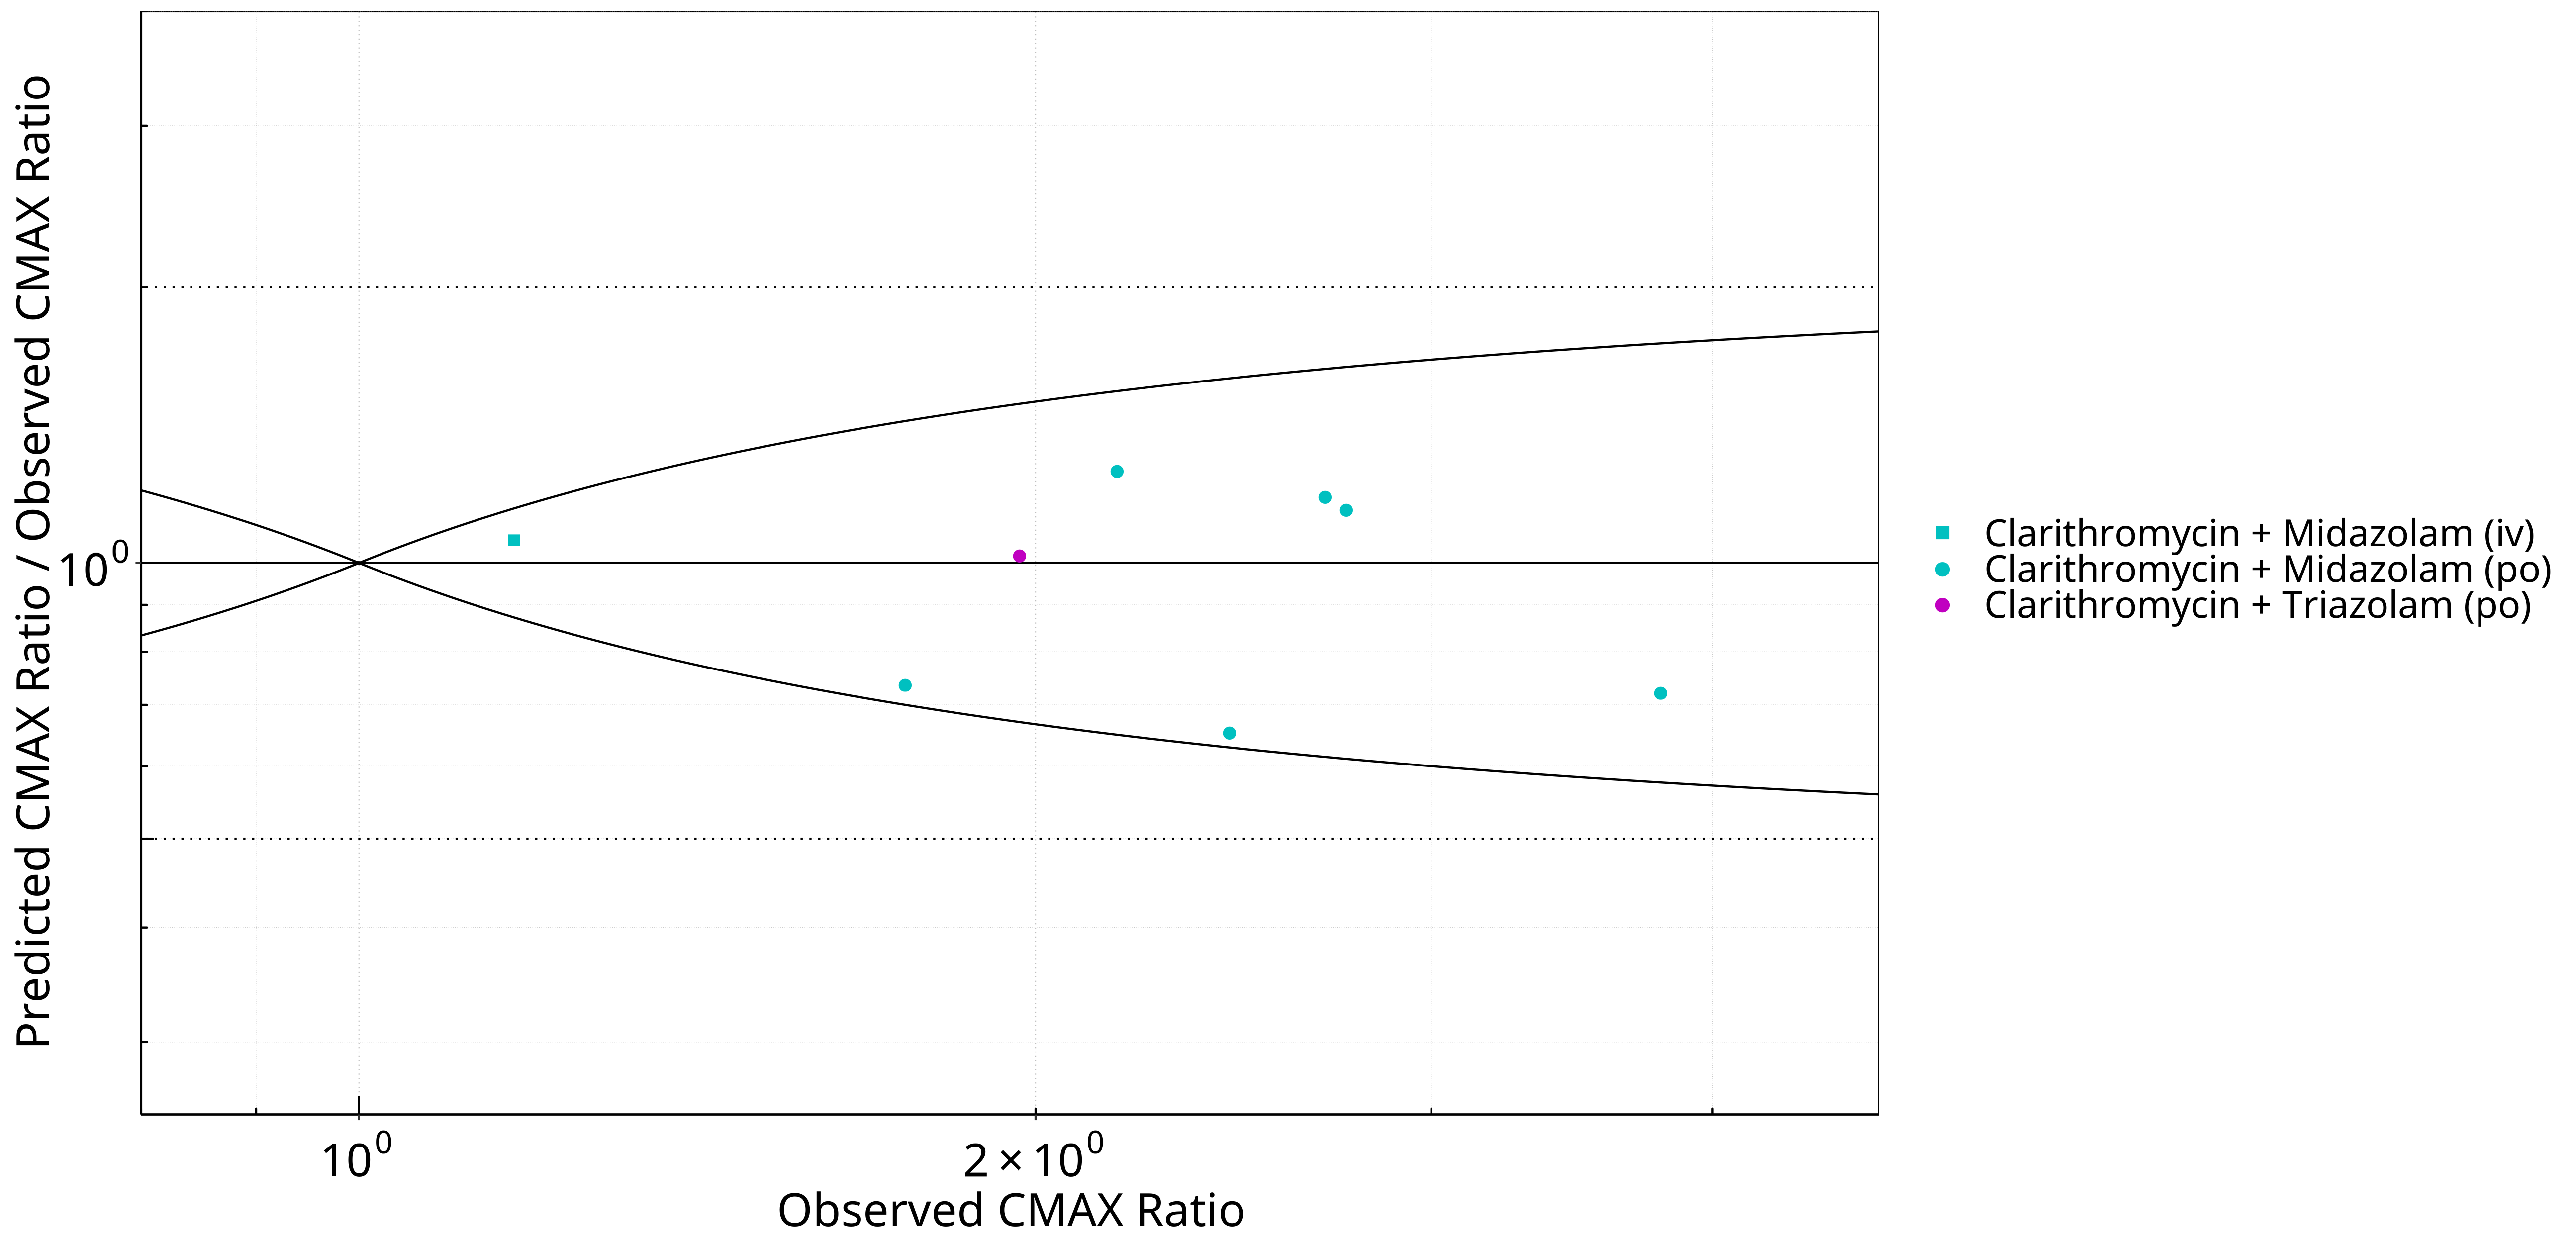 Predicted CMAX Ratio / Observed CMAX Ratio
10⁰
10⁰
2 × 10⁰
Observed CMAX Ratio
Clarithromycin + Midazolam (iv)
Clarithromycin + Midazolam (po)
Clarithromycin + Triazolam (po)